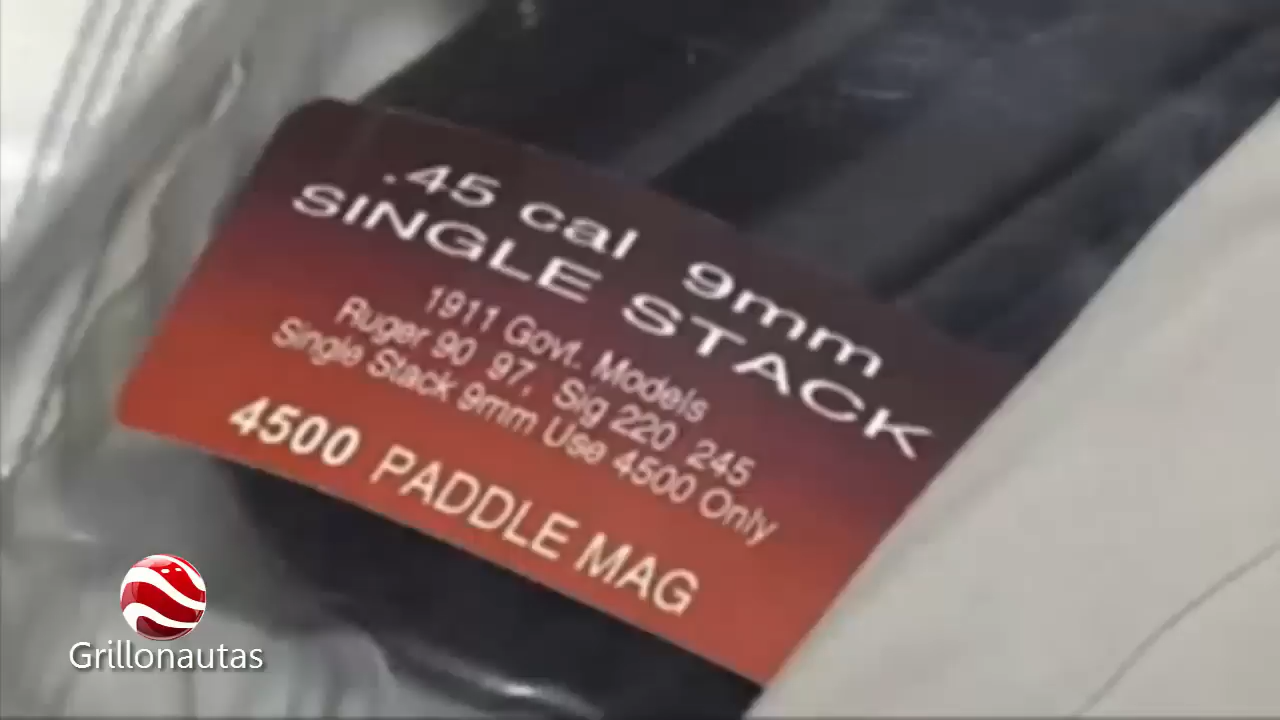 .45 cal 9mm
SINGLE STACK
1911 Govt. Models
Ruger 90 97, Sig 220 245
Single Stack 9mm Use 4500 Only
4500 PADDLE MAG
Grillonautas